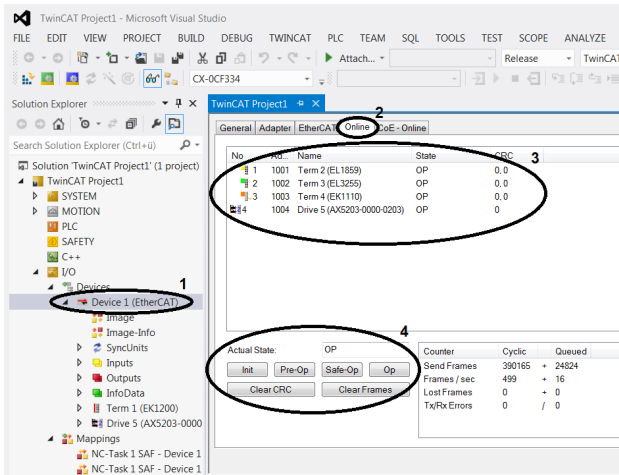 TwinCAT Project1 - Microsoft Visual Studio
FILE EDIT VIEW PROJECT BUILD DEBUG TWINCAT PLC TEAM SQL TOOLS TEST SCOPE ANALYZE
Attach... Release TwinCAT
CX-0CF334
Solution Explorer
TwinCAT Project1
2
General Adapter EtherCAT Online CoE - Online
Search Solution Explorer (Ctrl+ü)
Solution 'TwinCAT Project1' (1 project)
TwinCAT Project1
SYSTEM
MOTION
PLC
SAFETY
C++
I/O
Devices
1
Device 1 (EtherCAT)
Image
Image-Info
SyncUnits
Inputs
Outputs
InfoData
Term 1 (EK1200)
Drive 5 (AX5203-0000
Mappings
NC-Task 1 SAF - Device 1
NC-Task 1 SAF - Device 1
No Ad... Name State CRC
3
1 1001 Term 2 (EL1859) OP 0, 0
2 1002 Term 3 (EL3255) OP 0, 0
3 1003 Term 4 (EK1110) OP 0, 0
4 1004 Drive 5 (AX5203-0000-0203) OP 0
4
Actual State: OP
Init Pre-Op Safe-Op Op
Clear CRC Clear Frames
Counter Cyclic Queued
Send Frames 390165 + 24824
Frames / sec 499 + 16
Lost Frames 0 + 0
Tx/Rx Errors 0 / 0